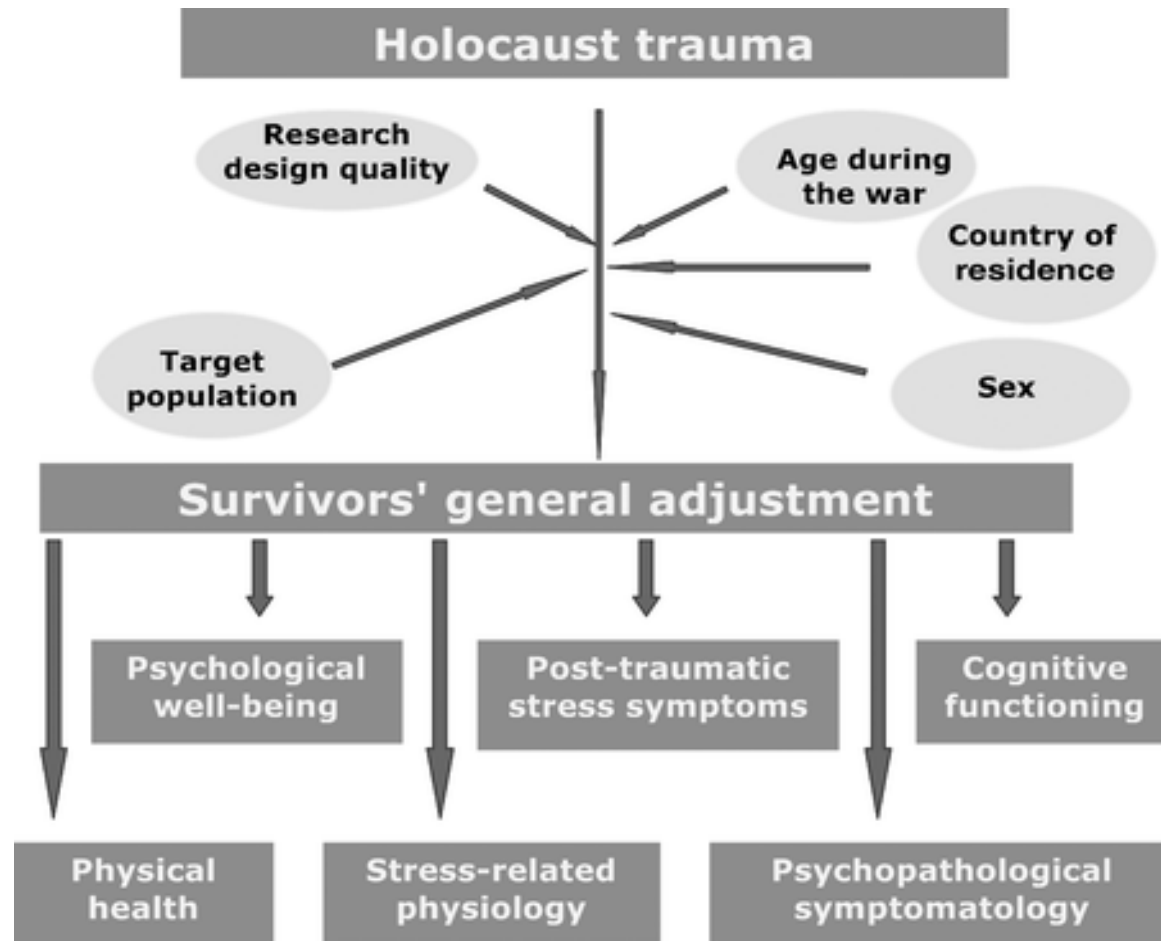 Holocaust trauma
Research
design quality
Age during
the war
Country of
residence
Target
population
Sex
Survivors' general adjustment
Psychological
well-being
Post-traumatic
stress symptoms
Cognitive
functioning
Physical
health
Stress-related
physiology
Psychopathological
symptomatology